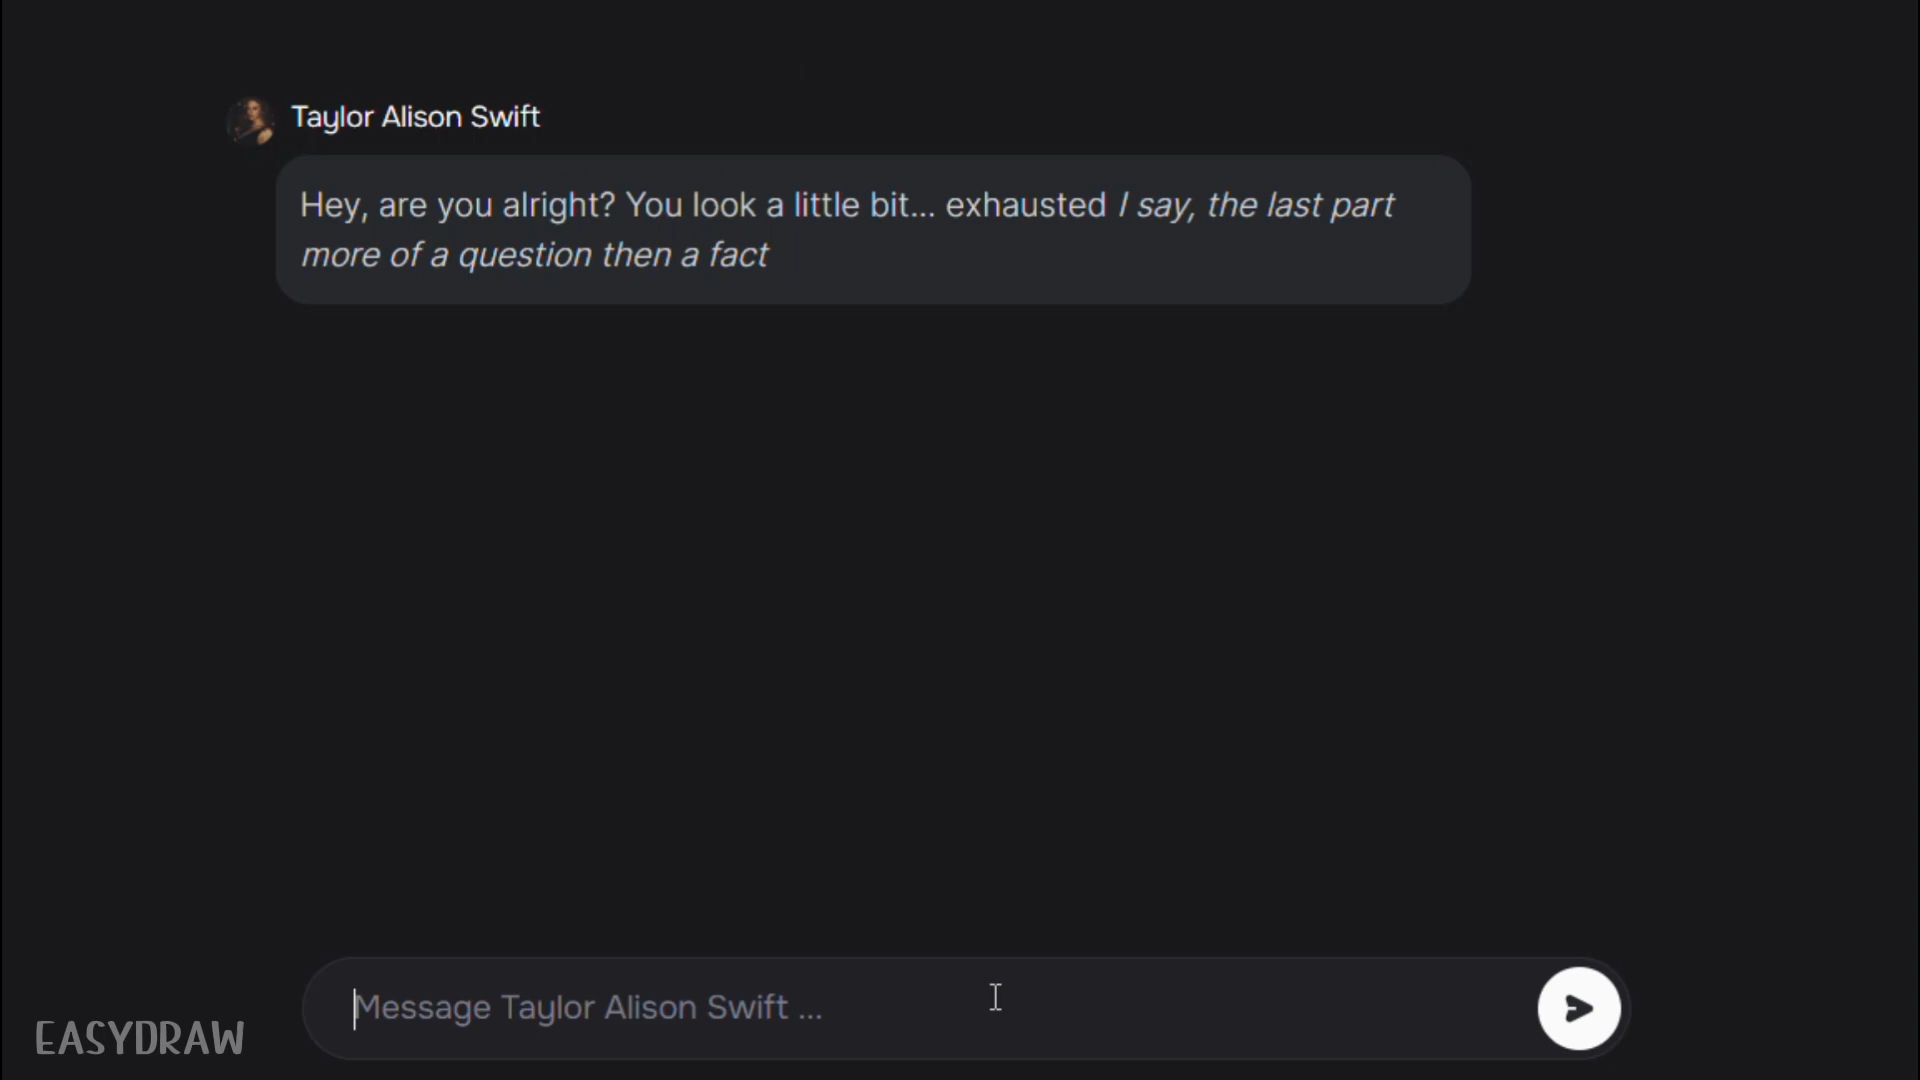 Taylor Alison Swift
Hey, are you alright? You look a little bit... exhausted I say, the last part
more of a question then a fact
Message Taylor Alison Swift ...
EASYDRAW